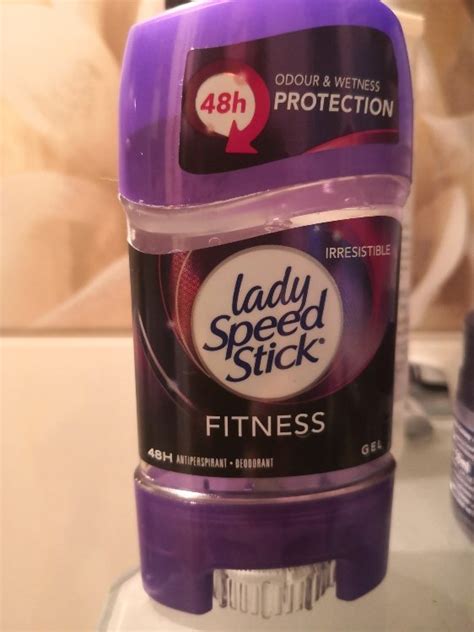 48h
ODOUR & WETNESS
PROTECTION
IRRESISTIBLE
lady
Speed
Stick®
FITNESS
GEL
48H ANTIPERSPIRANT • DEODORANT